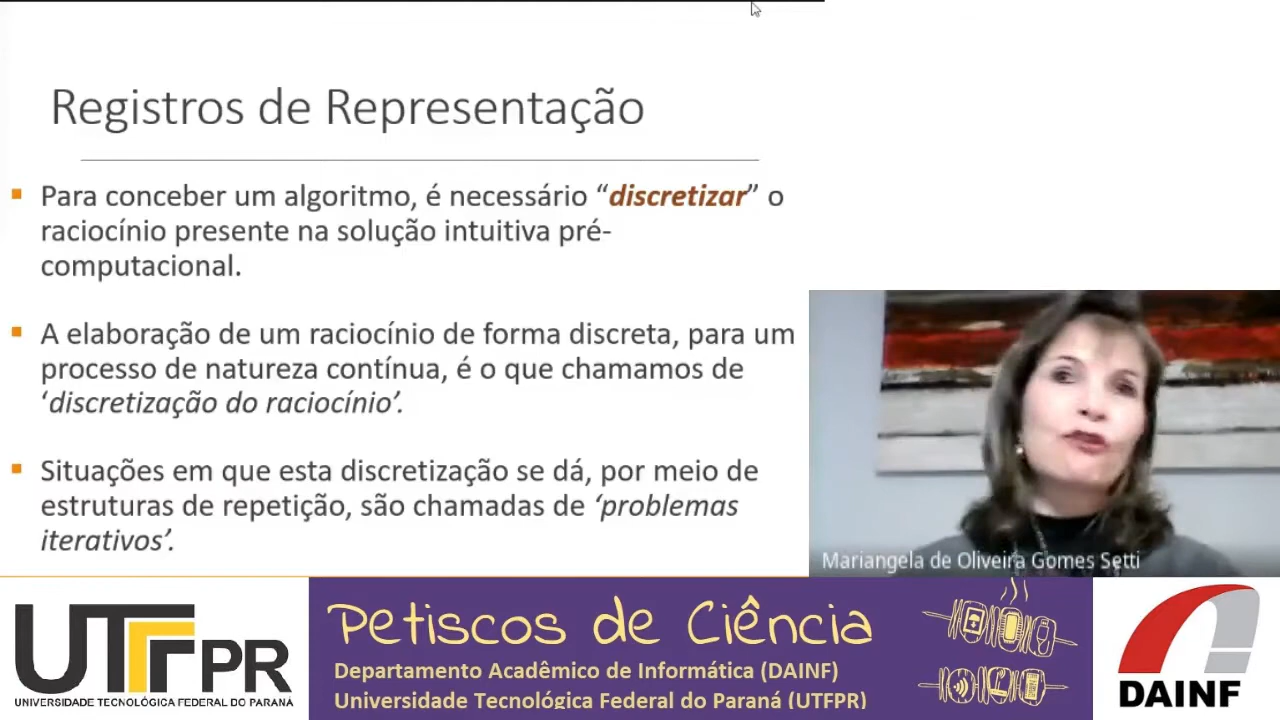 Registros de Representação
Para conceber um algoritmo, é necessário “discretizar” o
raciocínio presente na solução intuitiva pré-
computacional.
A elaboração de um raciocínio de forma discreta, para um
processo de natureza contínua, é o que chamamos de
‘discretização do raciocínio’.
Situações em que esta discretização se dá, por meio de
estruturas de repetição, são chamadas de ‘problemas
iterativos’.
Mariangela de Oliveira Gomes Setti
UTFPR
UNIVERSIDADE TECNOLÓGICA FEDERAL DO PARANÁ
Petiscos de Ciência
Departamento Acadêmico de Informática (DAINF)
Universidade Tecnológica Federal do Paraná (UTFPR)
DAINF